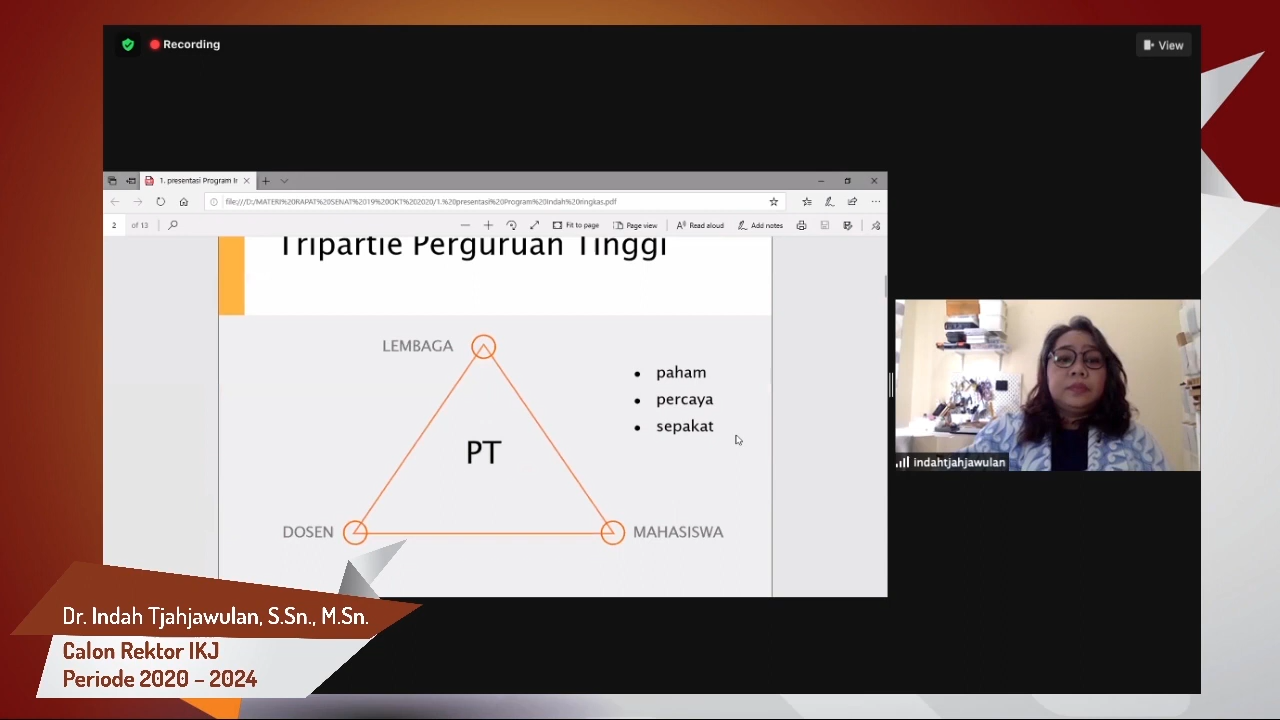 Recording
View
1. presentasi Program Ir
file:///D:/MATERI%20RAPAT%20SENAT%2019%20OKT%202020/1.%20presentasi%20Program%20Indah%20ringkas.pdf
2 of 13
Fit to page
Page view
Read aloud
Add notes
Tripartie Perguruan Tinggi
LEMBAGA
• paham
• percaya
• sepakat
PT
DOSEN
MAHASISWA
indahtjahjawulan
Dr. Indah Tjahjawulan, S.Sn., M.Sn.
Calon Rektor IKJ
Periode 2020 – 2024